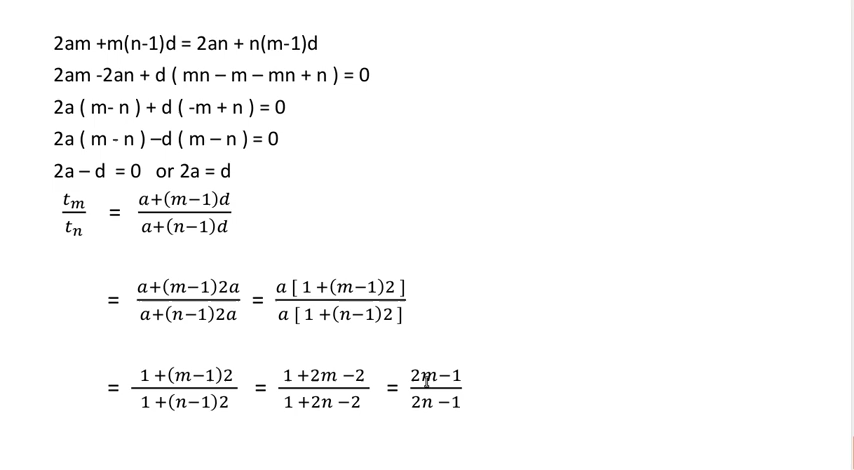 2am +m(n-1)d = 2an + n(m-1)d
2am -2an + d ( mn – m – mn + n ) = 0
2a ( m- n ) + d ( -m + n ) = 0
2a ( m - n ) –d ( m – n ) = 0
2a – d = 0 or 2a = d
tₘ/tₙ = a+(m−1)d / a+(n−1)d
= a+(m−1)2a / a+(n−1)2a = a [ 1 +(m−1)2 ] / a [ 1 +(n−1)2 ]
= 1 +(m−1)2 / 1 +(n−1)2 = 1 +2m −2 / 1 +2n −2 = 2m−1 / 2n −1